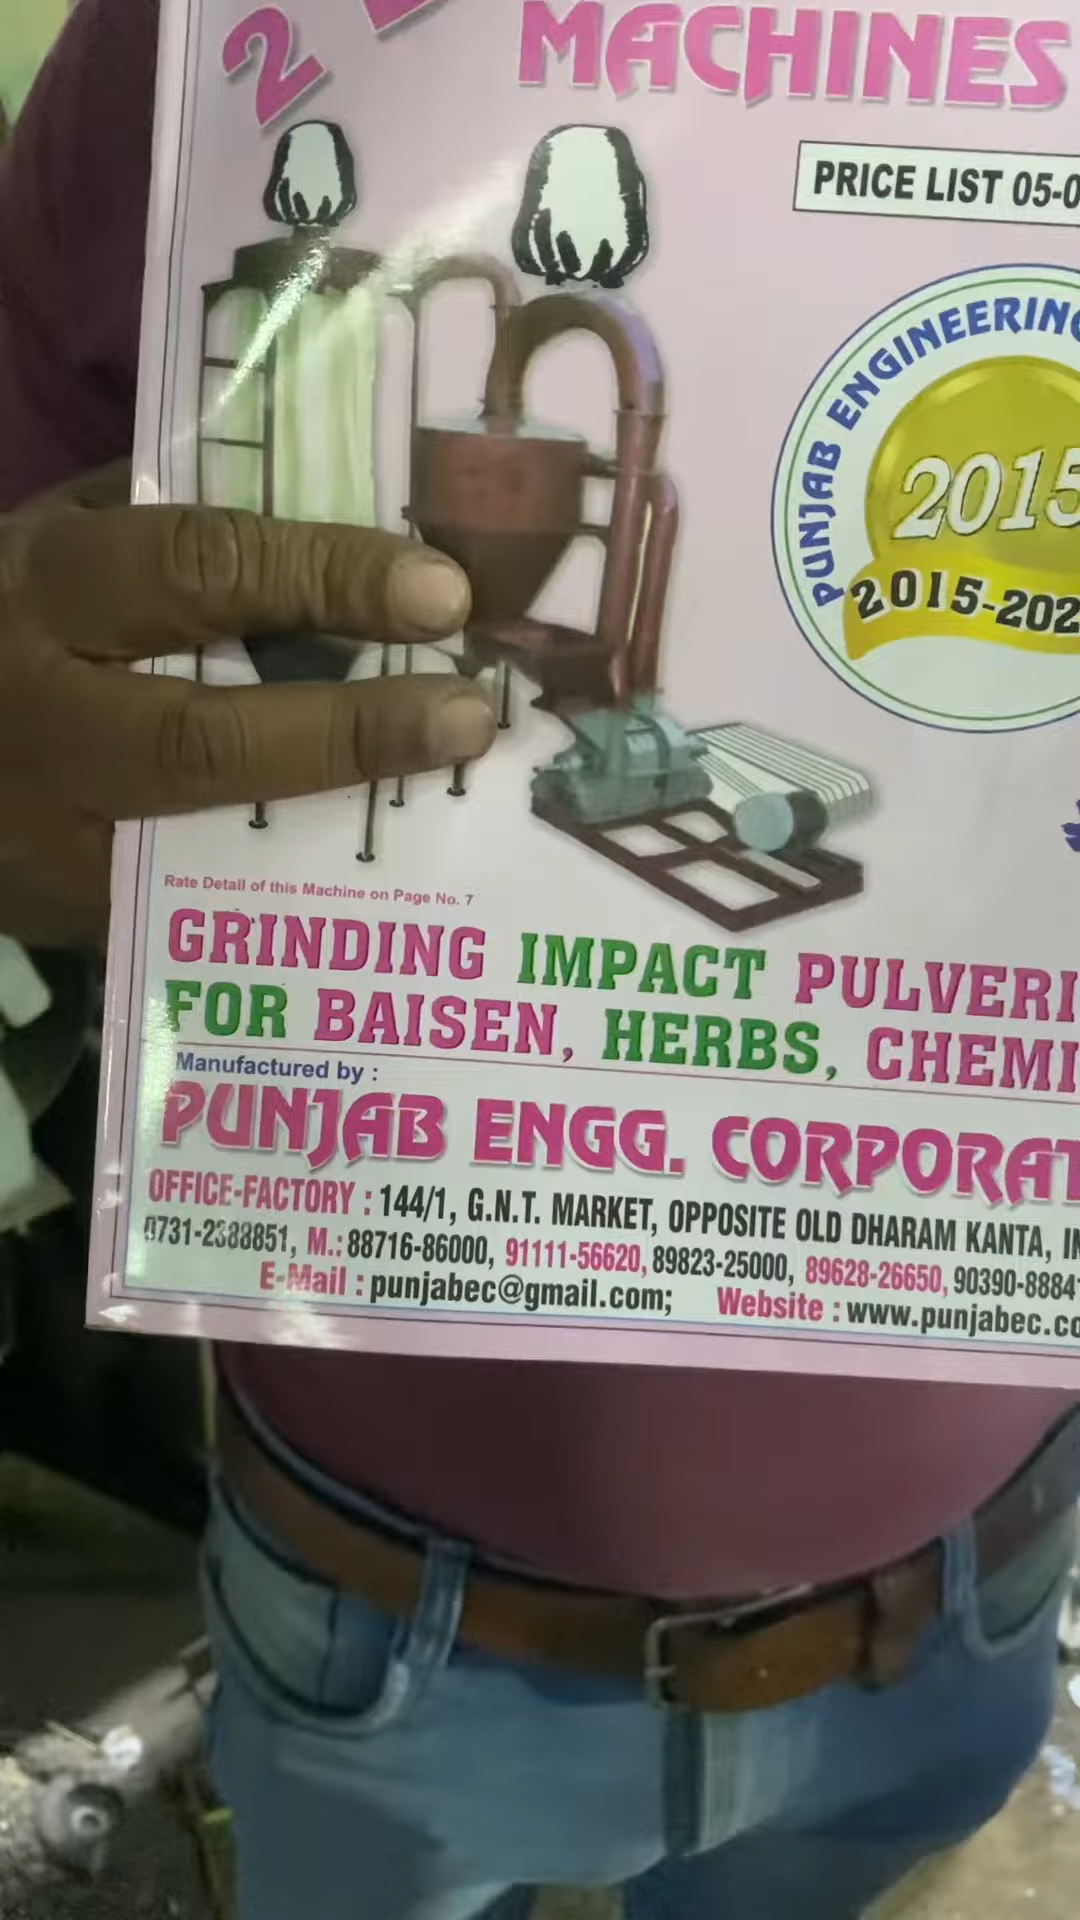 2
MACHINES
PRICE LIST 05-0
PUNJAB ENGINEERING
2015
2015-202
Rate Detail of this Machine on Page No. 7
GRINDING IMPACT PULVERI
FOR BAISEN, HERBS, CHEMI
Manufactured by :
PUNJAB ENGG. CORPORAT
OFFICE-FACTORY : 144/1, G.N.T. MARKET, OPPOSITE OLD DHARAM KANTA, IN
0731-2388851, M.: 88716-86000, 91111-56620, 89823-25000, 89628-26650, 90390-8884
E-Mail : punjabec@gmail.com; Website : www.punjabec.co